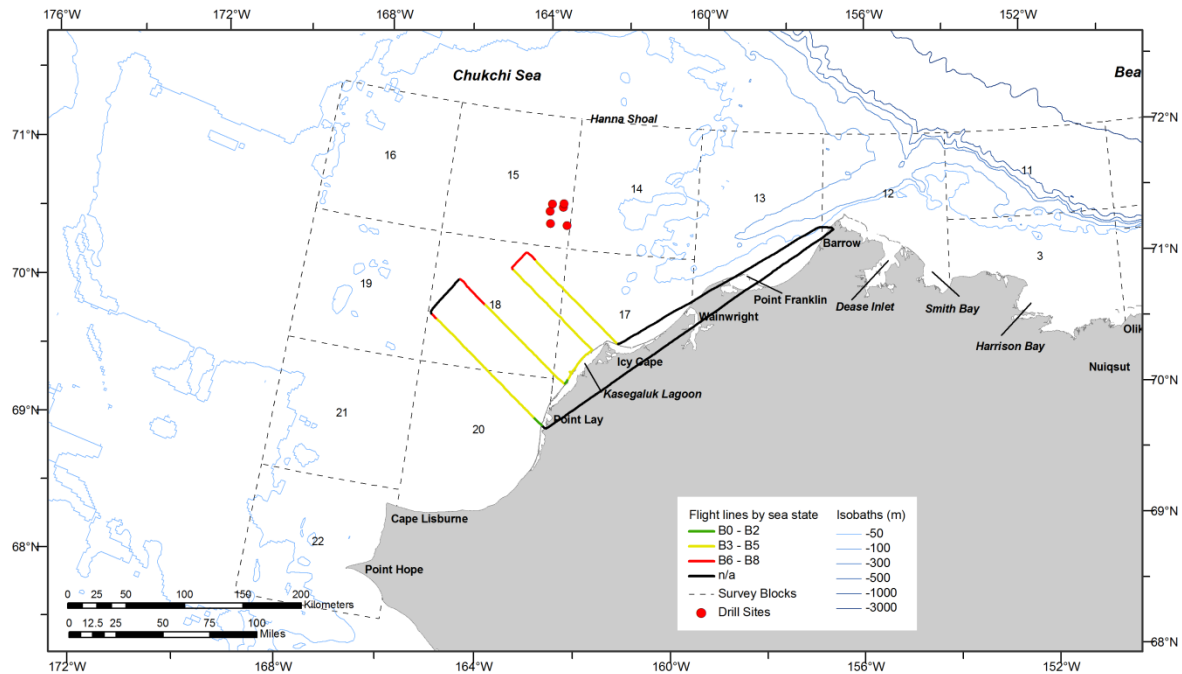 176°W 168°W 164°W 160°W 156°W 152°W
Chukchi Sea
Bea
72°N
71°N
Hanna Shoal
16
15
14
13
12
11
3
71°N
70°N
Barrow
19
18
17
Point Franklin
Wainwright
Dease Inlet
Smith Bay
Harrison Bay
Olik
Icy Cape
Nuiqsut
70°N
69°N
Kasegaluk Lagoon
21
20
Point Lay
Cape Lisburne
69°N
68°N
22
Point Hope
Flight lines by sea state
B0 - B2
B3 - B5
B6 - B8
n/a
Survey Blocks
Drill Sites
Isobaths (m)
-50
-100
-300
-500
-1000
-3000
0 25 50 100 150 200
Kilometers
0 12.5 25 50 75 100
Miles
68°N
172°W 168°W 164°W 162°W 160°W 158°W 156°W 154°W 152°W